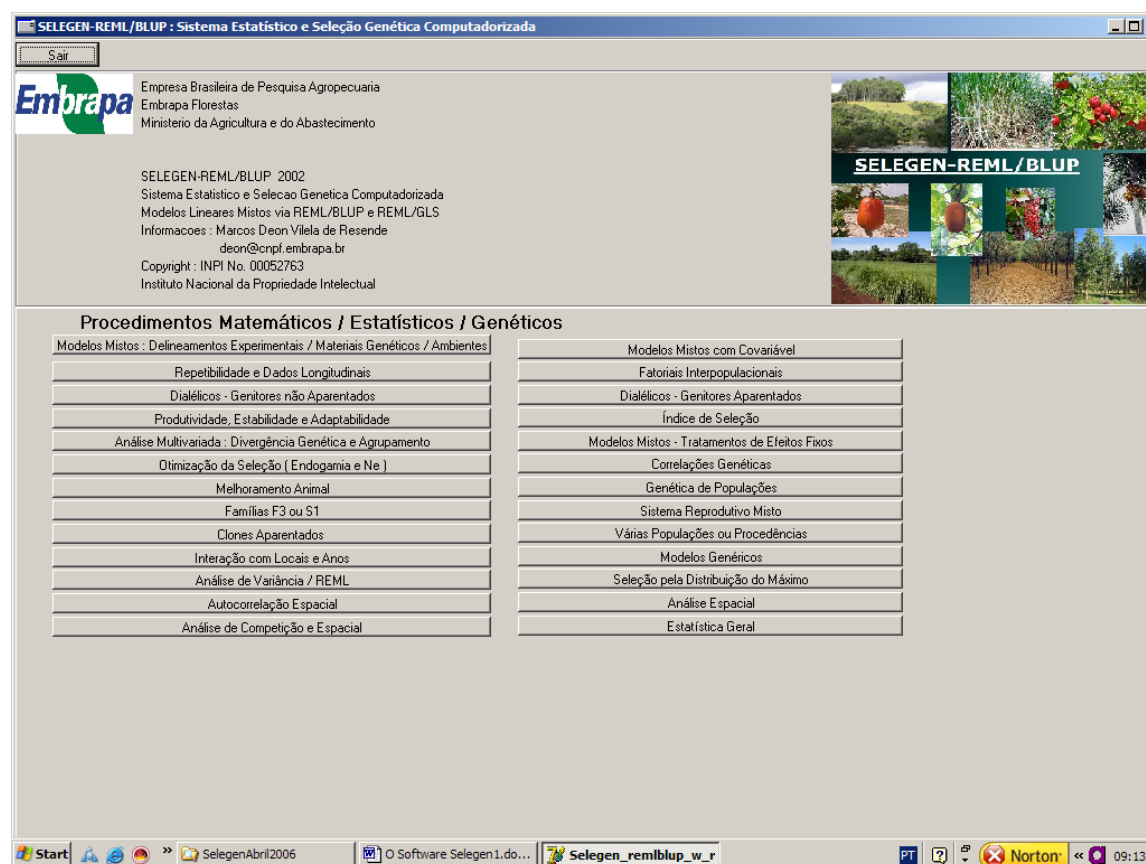 SELEGEN-REML/BLUP : Sistema Estatístico e Seleção Genética Computadorizada
Sair
Embrapa
Empresa Brasileira de Pesquisa Agropecuaria
Embrapa Florestas
Ministerio da Agricultura e do Abastecimento
SELEGEN-REML/BLUP 2002
Sistema Estatistico e Selecao Genetica Computadorizada
Modelos Lineares Mistos via REML/BLUP e REML/GLS
Informacoes : Marcos Deon Vilela de Resende
deon@cnpf.embrapa.br
Copyright : INPI No. 00052763
Instituto Nacional da Propriedade Intelectual
SELEGEN-REML/BLUP
Procedimentos Matemáticos / Estatísticos / Genéticos
Modelos Mistos : Delineamentos Experimentais / Materiais Genéticos / Ambientes
Modelos Mistos com Covariável
Repetibilidade e Dados Longitudinais
Fatoriais Interpopulacionais
Dialélicos - Genitores não Aparentados
Dialélicos - Genitores Aparentados
Produtividade, Estabilidade e Adaptabilidade
Índice de Seleção
Análise Multivariada : Divergência Genética e Agrupamento
Modelos Mistos - Tratamentos de Efeitos Fixos
Otimização da Seleção ( Endogamia e Ne )
Correlações Genéticas
Melhoramento Animal
Genética de Populações
Famílias F3 ou S1
Sistema Reprodutivo Misto
Clones Aparentados
Várias Populações ou Procedências
Interação com Locais e Anos
Modelos Genéricos
Análise de Variância / REML
Seleção pela Distribuição do Máximo
Autocorrelação Espacial
Análise Espacial
Análise de Competição e Espacial
Estatística Geral
Start
SelegenAbril2006
O Software Selegen1.do...
Selegen_remlblup_w_r
PT
Norton
09:13